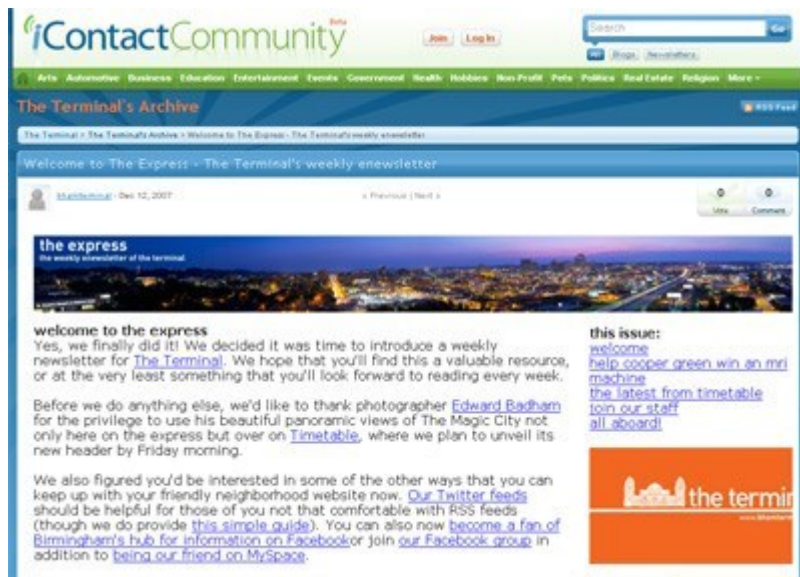 iContactCommunity Beta
Join Log In
Search Go
All Blogs Newsletters
Arts Automotive Business Education Entertainment Events Government Health Hobbies Non-Profit Pets Politics Real Estate Religion More
The Terminal's Archive
RSS Feed
The Terminal > The Terminal's Archive > Welcome to The Express - The Terminal's weekly enewsletter
Welcome to The Express - The Terminal's weekly enewsletter
bhamterminal - Dec 12, 2007
« Previous | Next »
0 0
Vote Comment
the express
the weekly enewsletter of the terminal
welcome to the express
Yes, we finally did it! We decided it was time to introduce a weekly
newsletter for The Terminal. We hope that you'll find this a valuable resource,
or at the very least something that you'll look forward to reading every week.
Before we do anything else, we'd like to thank photographer Edward Badham
for the privilege to use his beautiful panoramic views of The Magic City not
only here on the express but over on Timetable, where we plan to unveil its
new header by Friday morning.
We also figured you'd be interested in some of the other ways that you can
keep up with your friendly neighborhood website now. Our Twitter feeds
should be helpful for those of you not that comfortable with RSS feeds
(though we do provide this simple guide). You can also now become a fan of
Birmingham's hub for information on Facebookor join our Facebook group in
addition to being our friend on MySpace.
this issue:
welcome
help cooper green win an mri
machine
the latest from timetable
join our staff
all aboard!
the termin